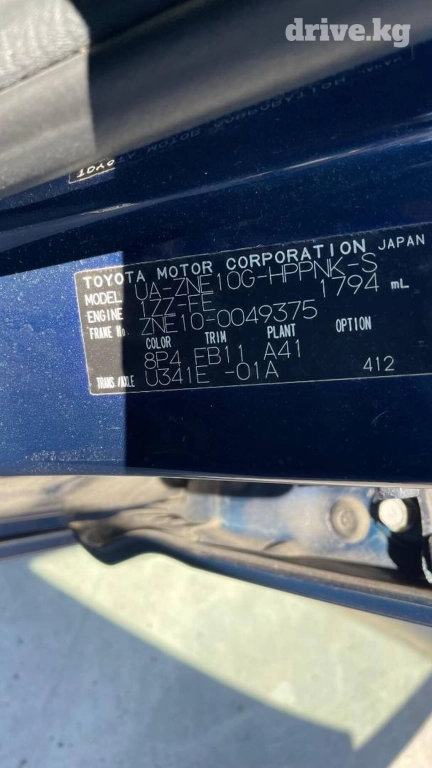 drive.kg
TOYO
TOYOTA MOTOR CORPORATION JAPAN
MODEL UA-ZNE10G-HPPNK-S
ENGINE 1ZZ-FE 1794 mL
FRAME No. ZNE10-0049375
COLOR TRIM PLANT OPTION
8P4 FB11 A41
TRANS./AXLE U341E -01A 412